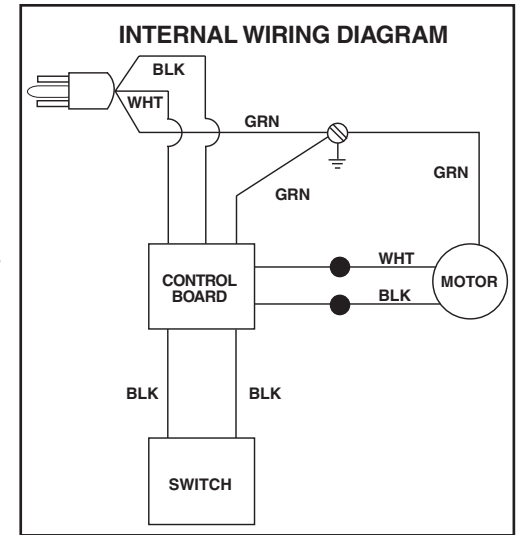 INTERNAL WIRING DIAGRAM
BLK
WHT
GRN
GRN
GRN
WHT
CONTROL
BOARD
MOTOR
BLK
BLK
BLK
SWITCH